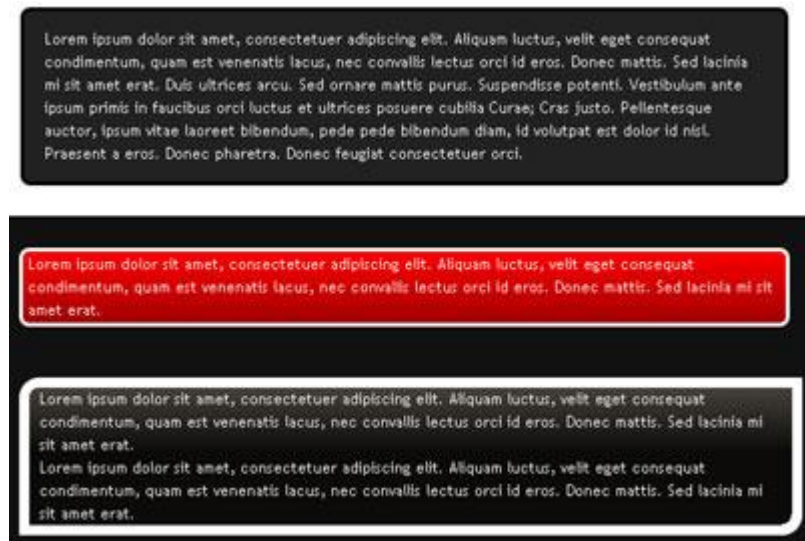 Lorem ipsum dolor sit amet, consectetuer adipiscing elit. Aliquam luctus, velit eget consequat
condimentum, quam est venenatis lacus, nec convallis lectus orci id eros. Donec mattis. Sed lacinia
mi sit amet erat. Duis ultrices arcu. Sed ornare mattis purus. Suspendisse potenti. Vestibulum ante
ipsum primis in faucibus orci luctus et ultrices posuere cubilia Curae; Cras justo. Pellentesque
auctor, ipsum vitae laoreet bibendum, pede pede bibendum diam, id volutpat est dolor id nisl.
Praesent a eros. Donec pharetra. Donec feugiat consectetuer orci.
Lorem ipsum dolor sit amet, consectetuer adipiscing elit. Aliquam luctus, velit eget consequat
condimentum, quam est venenatis lacus, nec convallis lectus orci id eros. Donec mattis. Sed lacinia mi sit
amet erat.
Lorem ipsum dolor sit amet, consectetuer adipiscing elit. Aliquam luctus, velit eget consequat
condimentum, quam est venenatis lacus, nec convallis lectus orci id eros. Donec mattis. Sed lacinia mi
sit amet erat.
Lorem ipsum dolor sit amet, consectetuer adipiscing elit. Aliquam luctus, velit eget consequat
condimentum, quam est venenatis lacus, nec convallis lectus orci id eros. Donec mattis. Sed lacinia mi
sit amet erat.